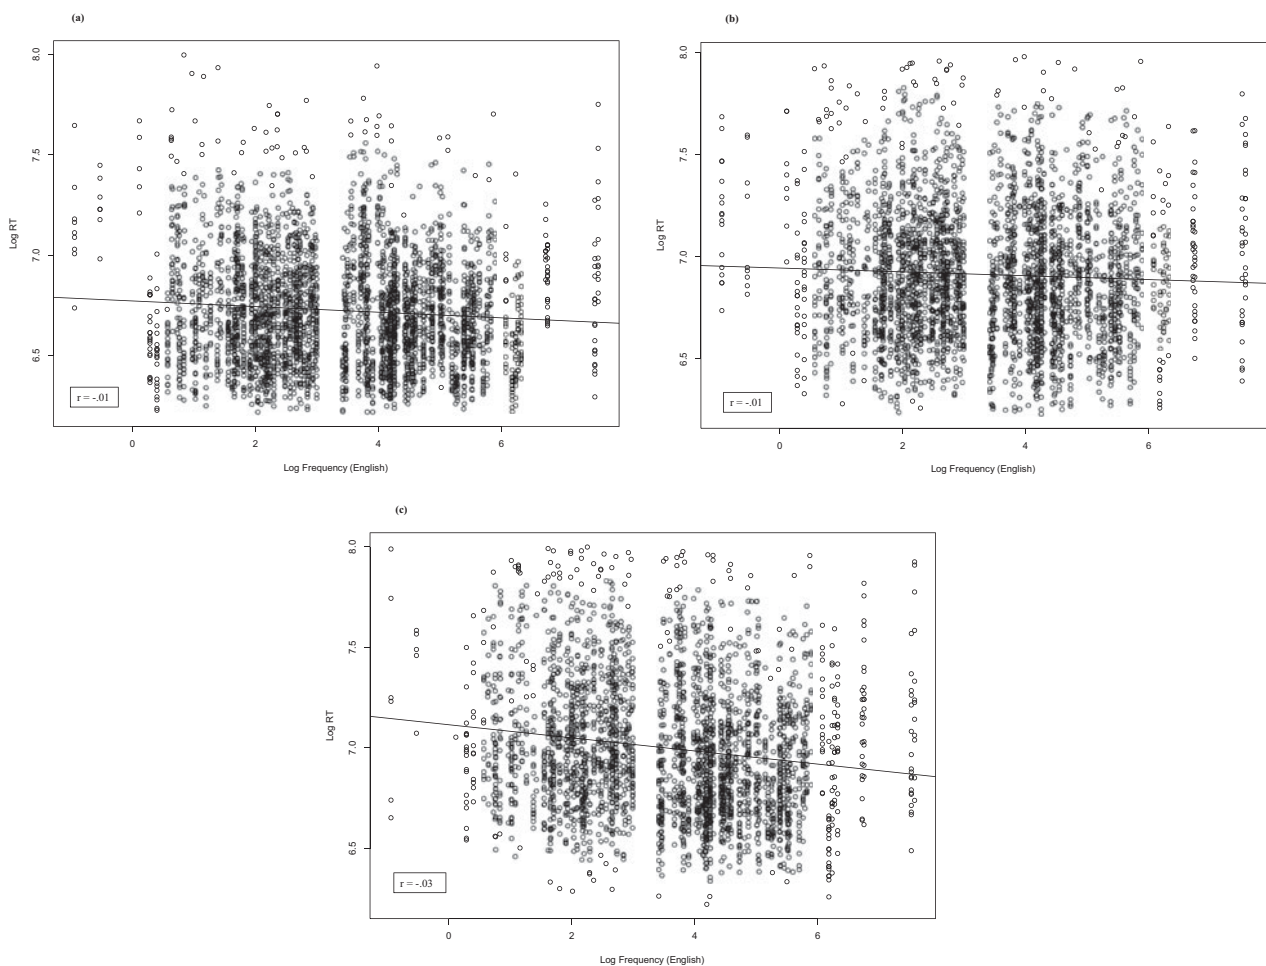 (a)
8.0
7.5
7.0
6.5
Log RT
r = -.01
0 2 4 6
Log Frequency (English)
(b)
8.0
7.5
7.0
6.5
Log RT
r = -.01
0 2 4 6
Log Frequency (English)
(c)
8.0
7.5
7.0
6.5
Log RT
r = -.03
0 2 4 6
Log Frequency (English)